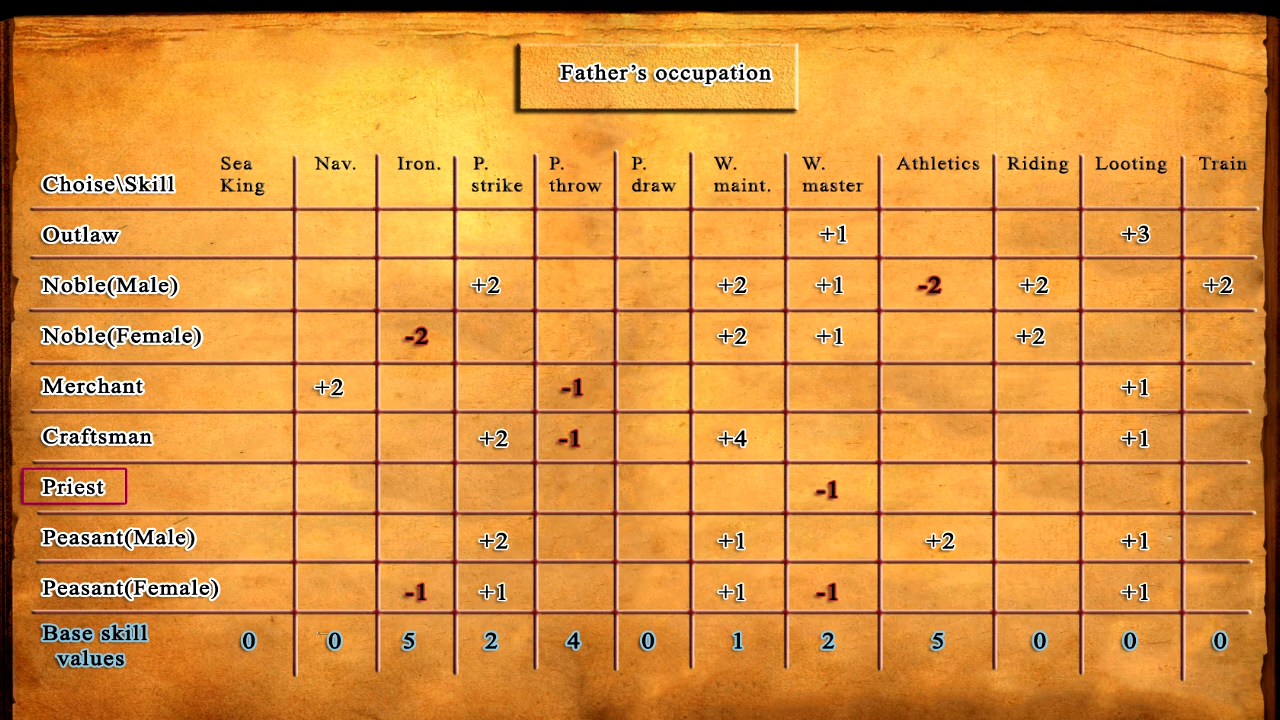 Father's occupation
Sea Nav. Iron. P. P. P. W. W. Athletics Riding Looting Train
Choise\Skill King strike throw draw maint. master
Outlaw +1 +3
Noble(Male) +2 +2 +1 -2 +2 +2
Noble(Female) -2 +2 +1 +2
Merchant +2 -1 +1
Craftsman +2 -1 +4 +1
Priest -1
Peasant(Male) +2 +1 +2 +1
Peasant(Female) -1 +1 +1 -1 +1
Base skill 0 0 5 2 4 0 1 2 5 0 0 0
values